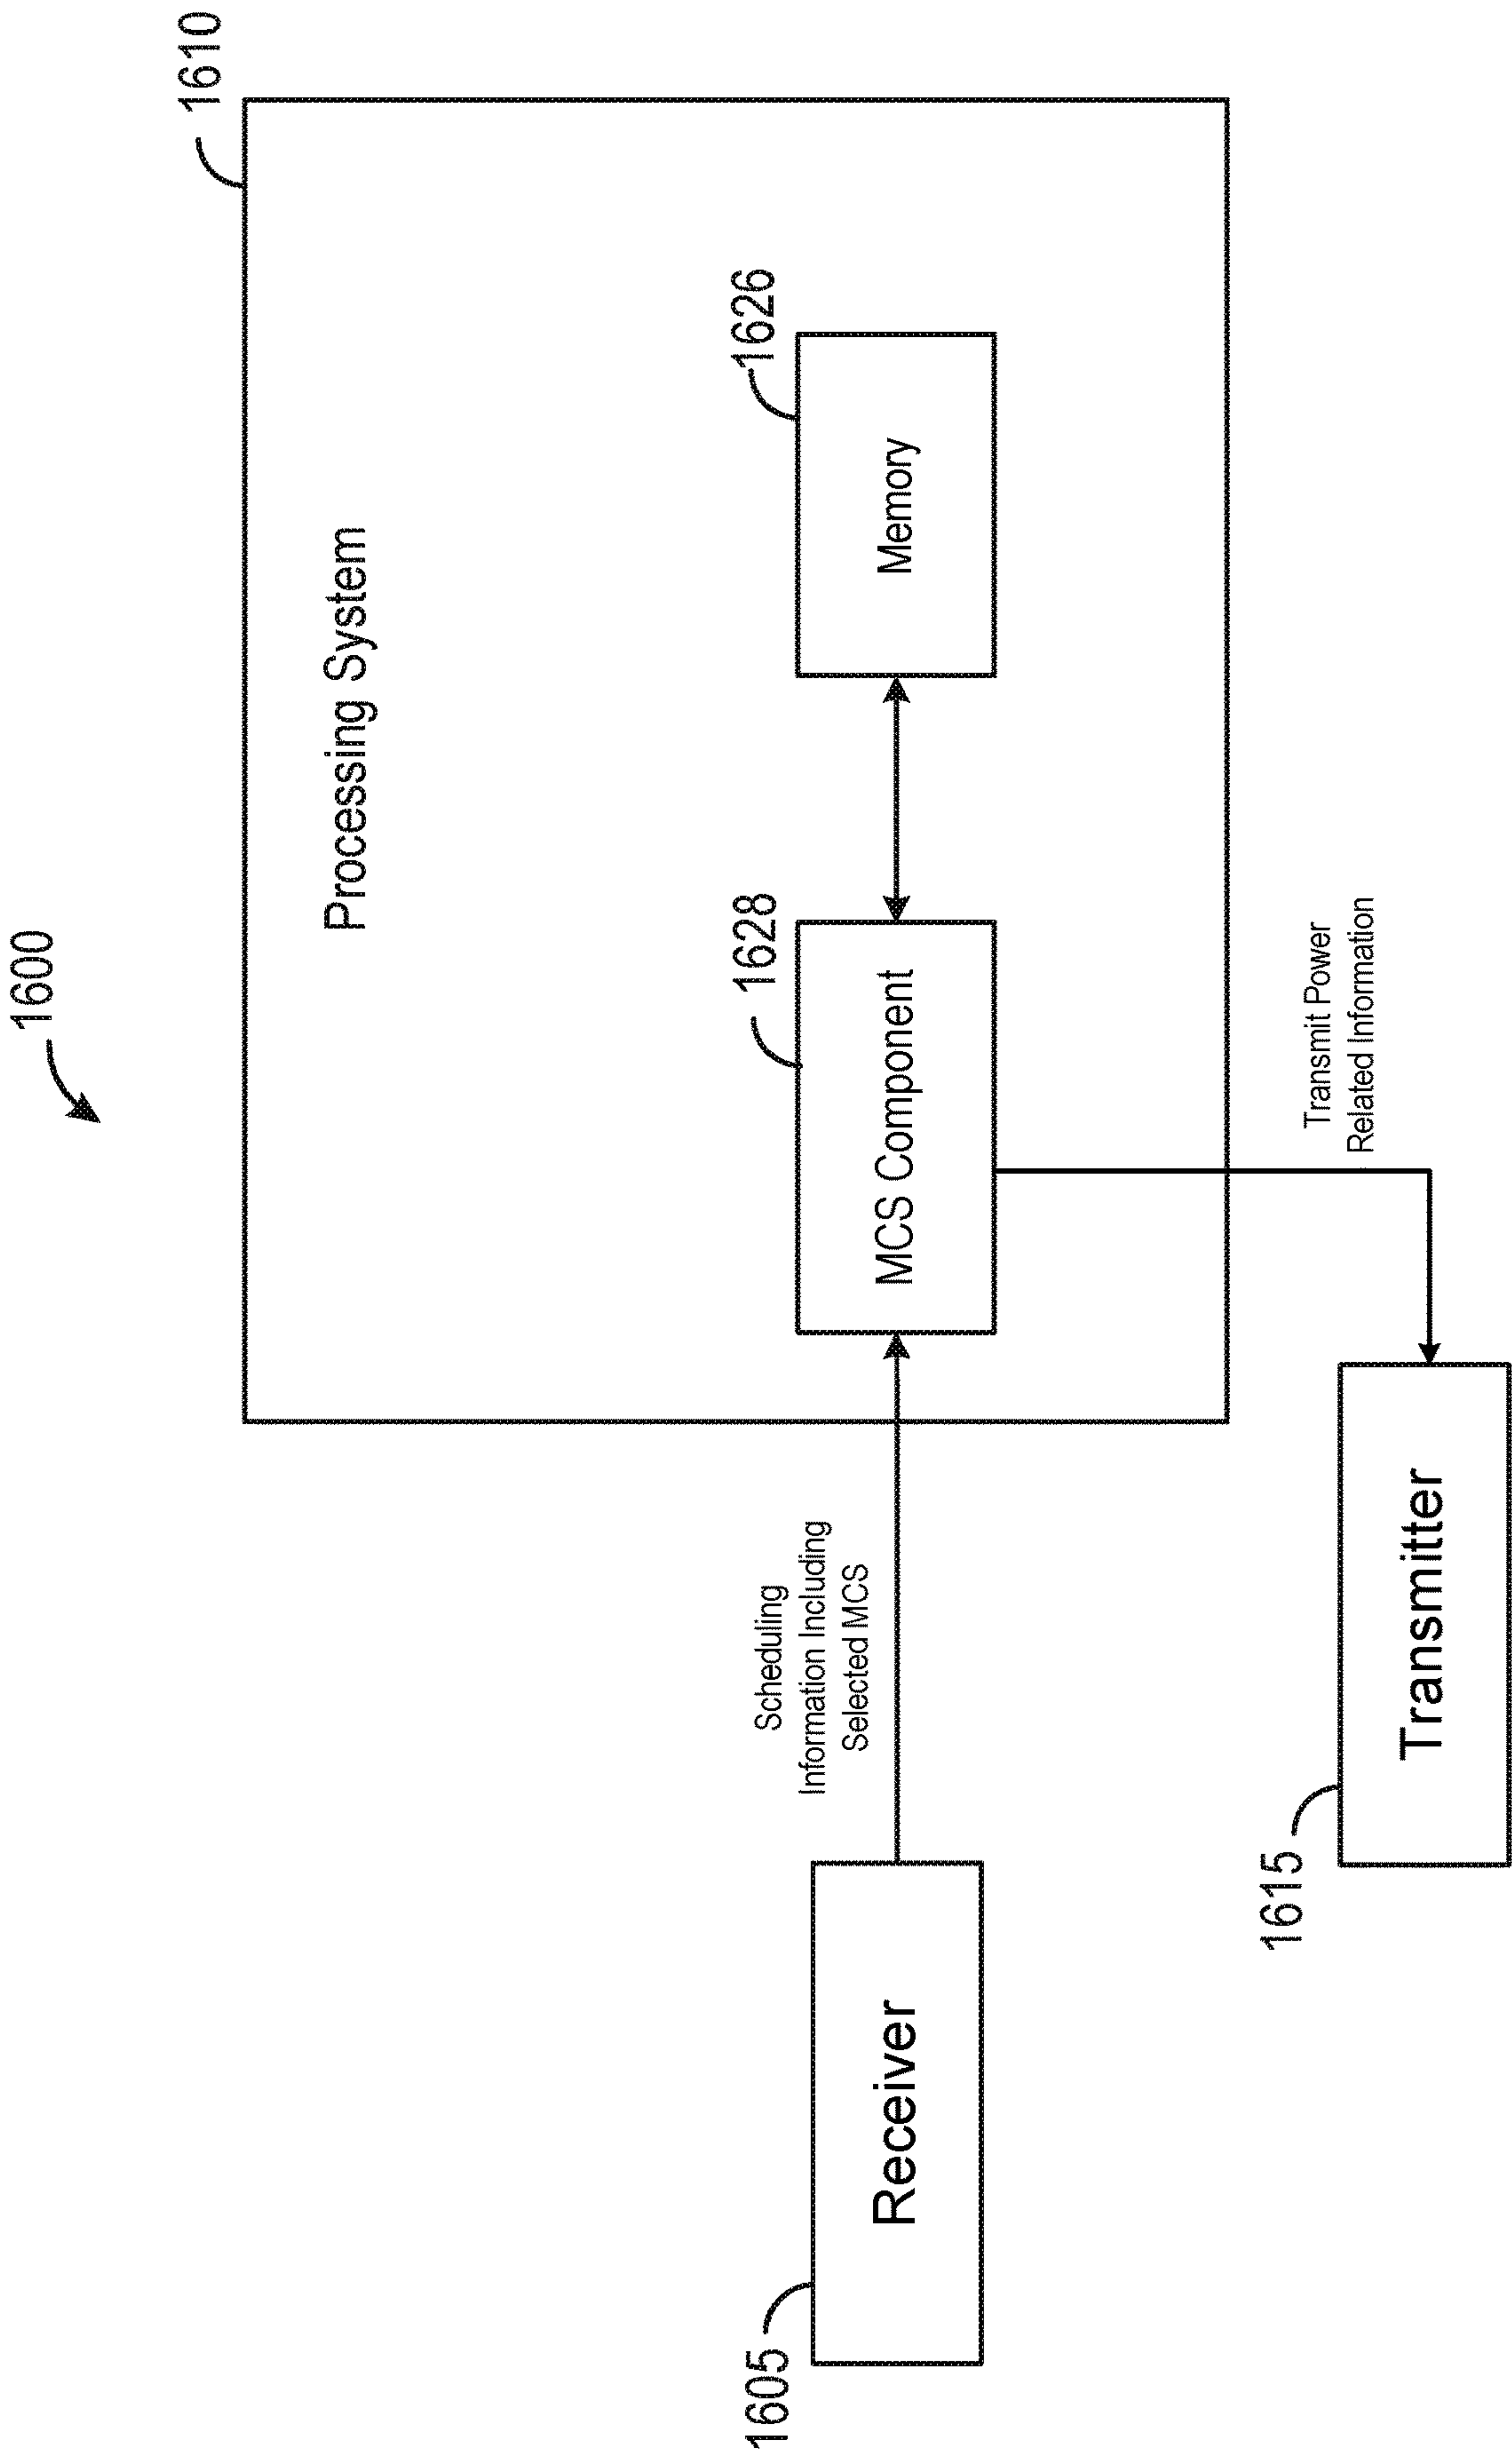 1600
1610
Processing System
1628
1626
MCS Component
Memory
1605
Receiver
Scheduling
Information Including
Selected MCS
Transmit Power
Related Information
1615
Transmitter